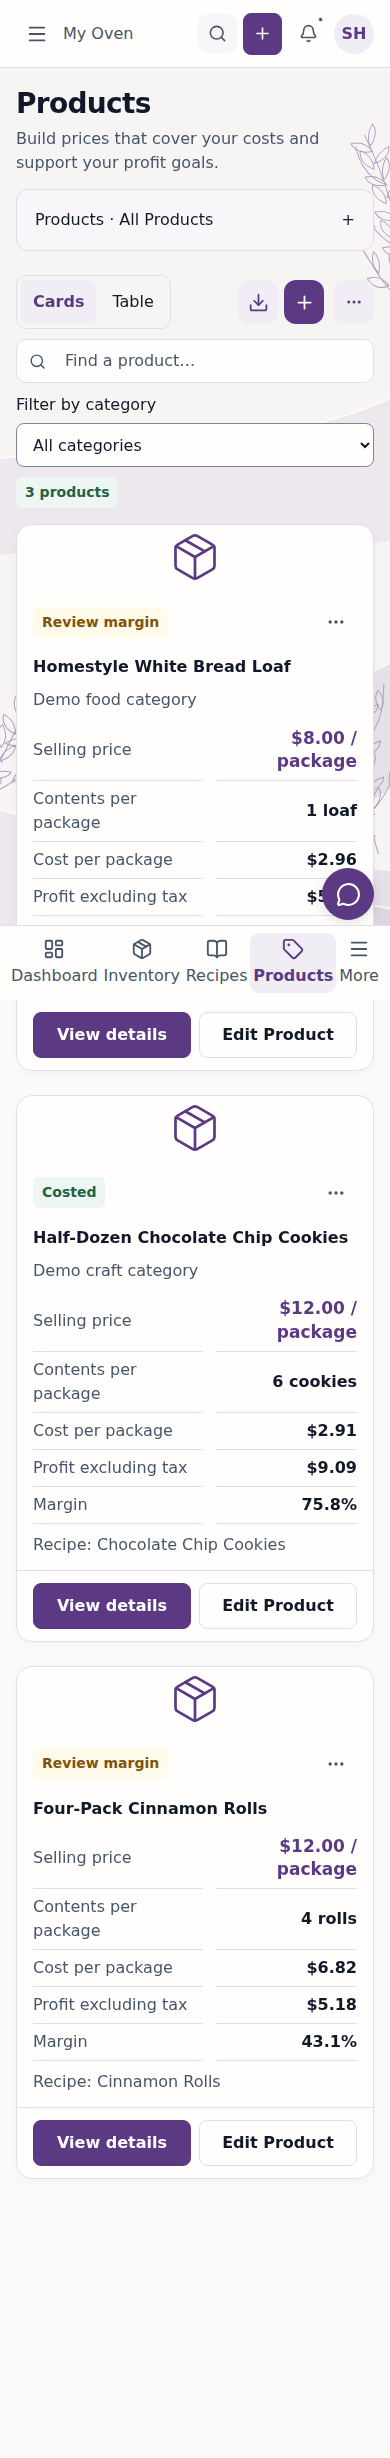 My Oven
SH
Products
Build prices that cover your costs and
support your profit goals.
Products · All Products
+
Cards
Table
Find a product...
Filter by category
All categories
3 products
Review margin
Homestyle White Bread Loaf
Demo food category
Selling price
$8.00 /
package
Contents per
package
1 loaf
Cost per package
$2.96
Profit excluding tax
Dashboard
Inventory
Recipes
Products
More
View details
Edit Product
Costed
Half-Dozen Chocolate Chip Cookies
Demo craft category
Selling price
$12.00 /
package
Contents per
package
6 cookies
Cost per package
$2.91
Profit excluding tax
$9.09
Margin
75.8%
Recipe: Chocolate Chip Cookies
View details
Edit Product
Review margin
Four-Pack Cinnamon Rolls
Selling price
$12.00 /
package
Contents per
package
4 rolls
Cost per package
$6.82
Profit excluding tax
$5.18
Margin
43.1%
Recipe: Cinnamon Rolls
View details
Edit Product